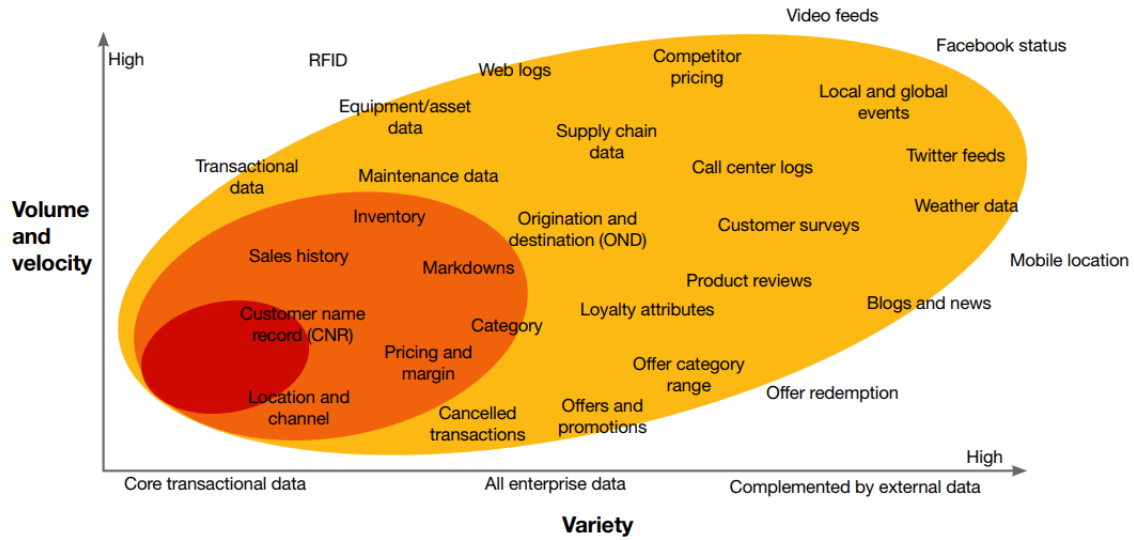 Video feeds
Facebook status
High
RFID
Web logs
Competitor
pricing
Equipment/asset
data
Local and global
events
Supply chain
data
Transactional
data
Maintenance data
Call center logs
Twitter feeds
Volume
and
velocity
Inventory
Origination and
destination (OND)
Customer surveys
Weather data
Sales history
Markdowns
Product reviews
Mobile location
Customer name
record (CNR)
Category
Loyalty attributes
Blogs and news
Pricing and
margin
Offer category
range
Offer redemption
Location and
channel
Cancelled
transactions
Offers and
promotions
High
Core transactional data
All enterprise data
Complemented by external data
Variety